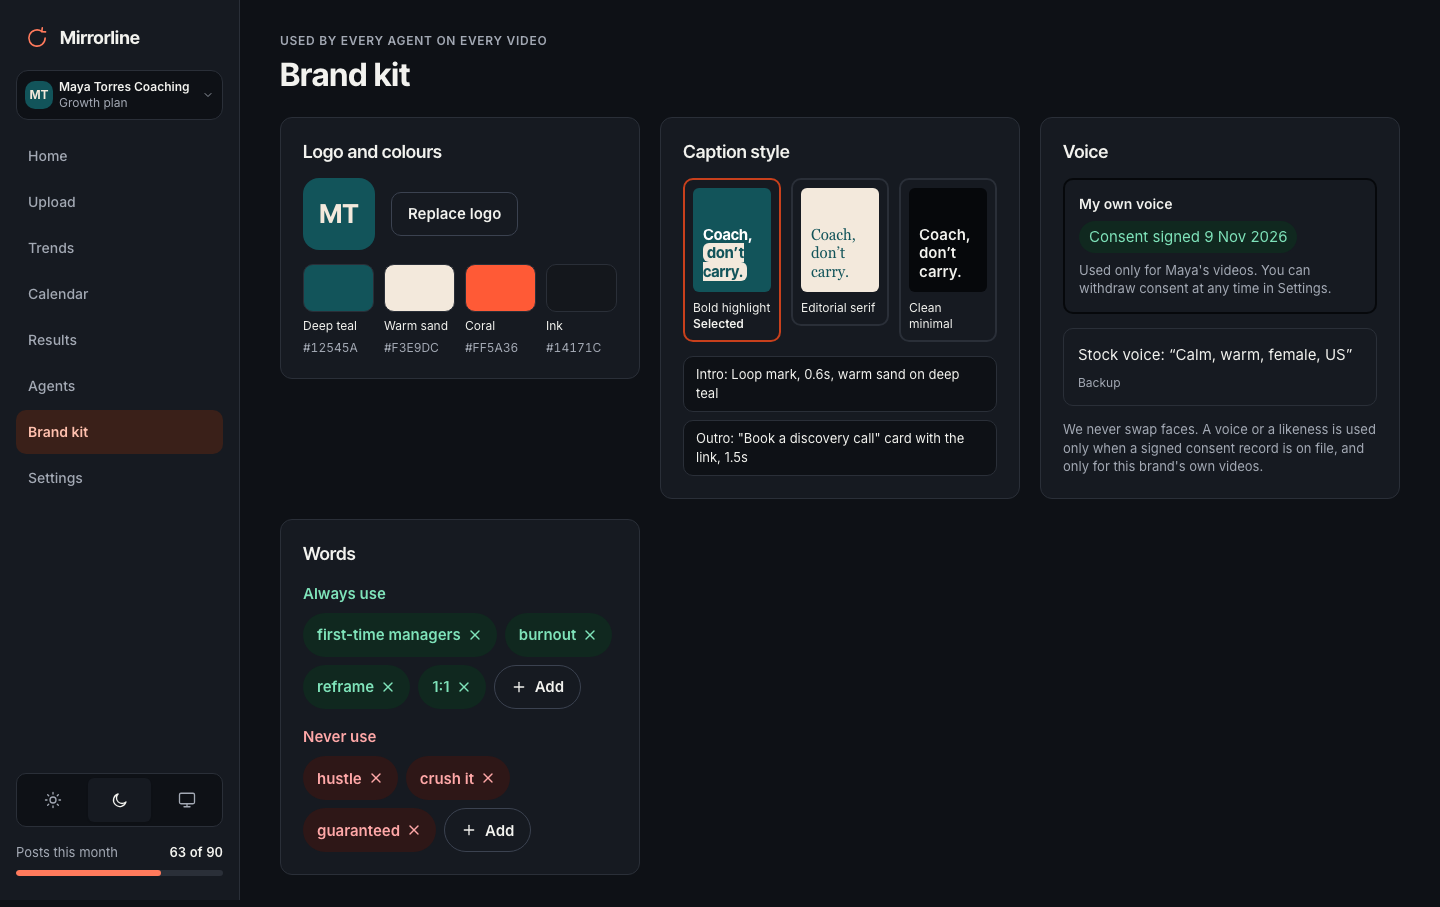 Mirrorline
MT
Maya Torres Coaching
Growth plan
Home
Upload
Trends
Calendar
Results
Agents
Brand kit
Settings
Posts this month
63 of 90
USED BY EVERY AGENT ON EVERY VIDEO
Brand kit
Logo and colours
MT
Replace logo
Deep teal
#12545A
Warm sand
#F3E9DC
Coral
#FF5A36
Ink
#14171C
Caption style
Coach,
don’t
carry.
Bold highlight
Selected
Coach,
don’t
carry.
Editorial serif
Coach,
don’t
carry.
Clean
minimal
Intro: Loop mark, 0.6s, warm sand on deep
teal
Outro: "Book a discovery call" card with the
link, 1.5s
Voice
My own voice
Consent signed 9 Nov 2026
Used only for Maya's videos. You can
withdraw consent at any time in Settings.
Stock voice: “Calm, warm, female, US”
Backup
We never swap faces. A voice or a likeness is used
only when a signed consent record is on file, and
only for this brand's own videos.
Words
Always use
first-time managers
burnout
reframe
1:1
Add
Never use
hustle
crush it
guaranteed
Add